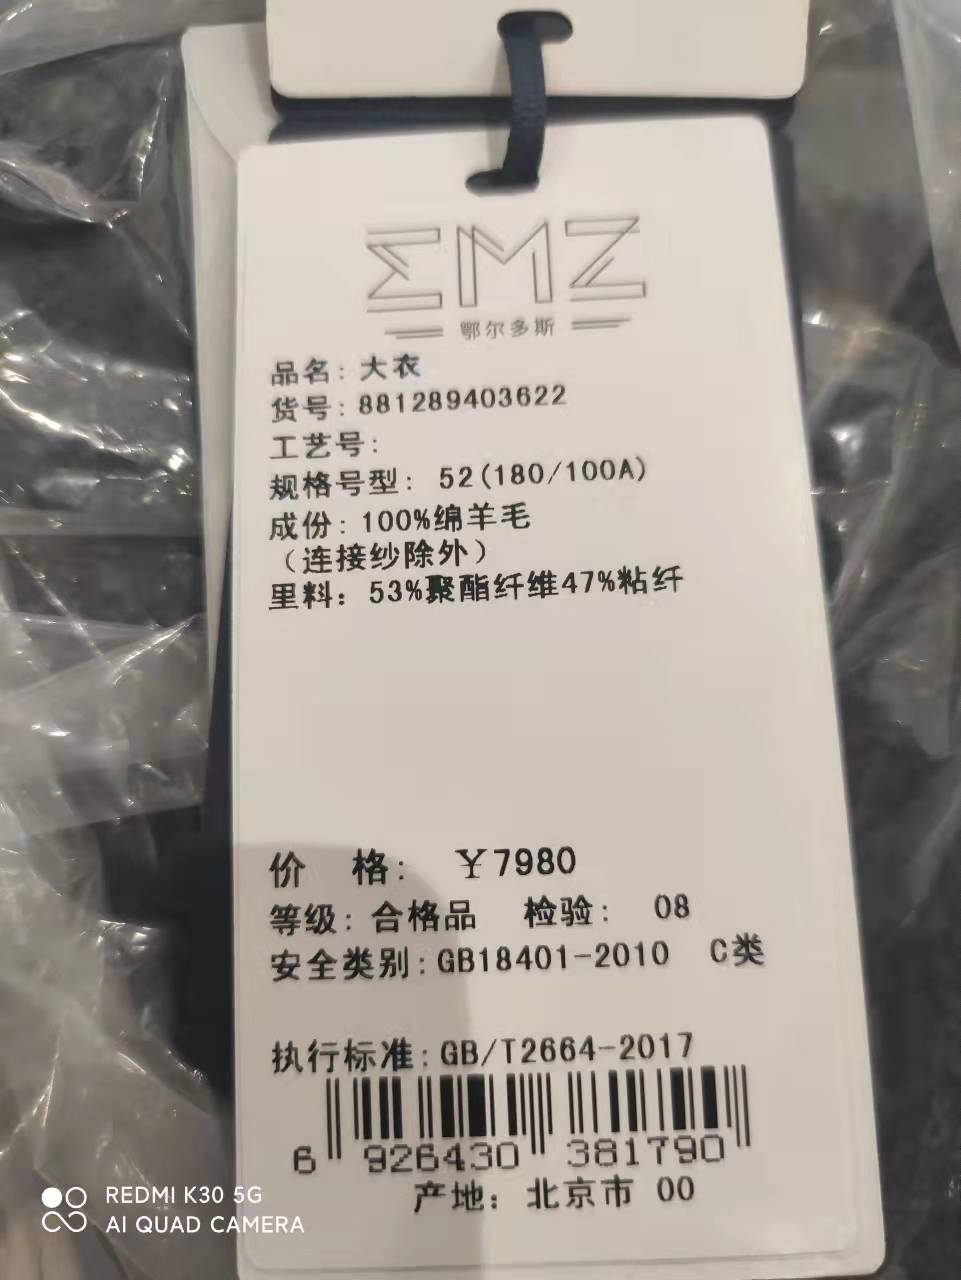 ΣMZ
鄂尔多斯
品名: 大衣
货号: 881289403622
工艺号:
规格号型: 52(180/100A)
成份: 100%绵羊毛
(连接纱除外)
里料: 53%聚酯纤维47%粘纤
价 格: ¥7980
等级: 合格品 检验: 08
安全类别:GB18401-2010 C类
执行标准:GB/T2664-2017
6 926430 381790
产地: 北京市 00
REDMI K30 5G
AI QUAD CAMERA